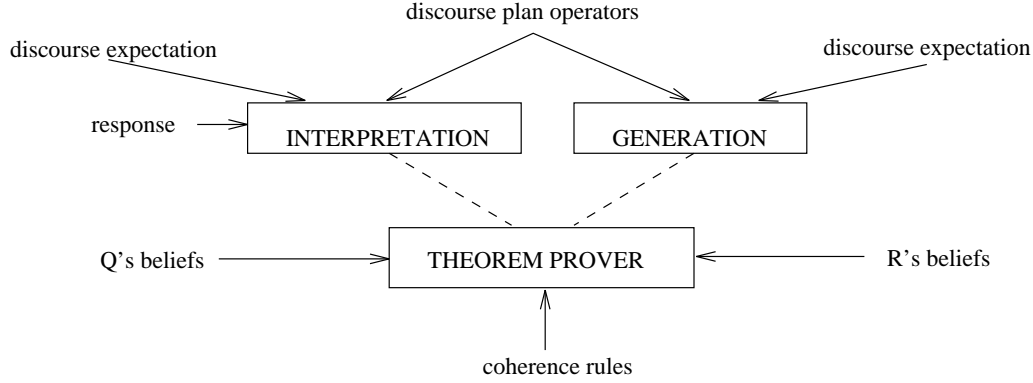 discourse plan operators
discourse expectation
discourse expectation
response
INTERPRETATION
GENERATION
Q's beliefs
THEOREM PROVER
R's beliefs
coherence rules